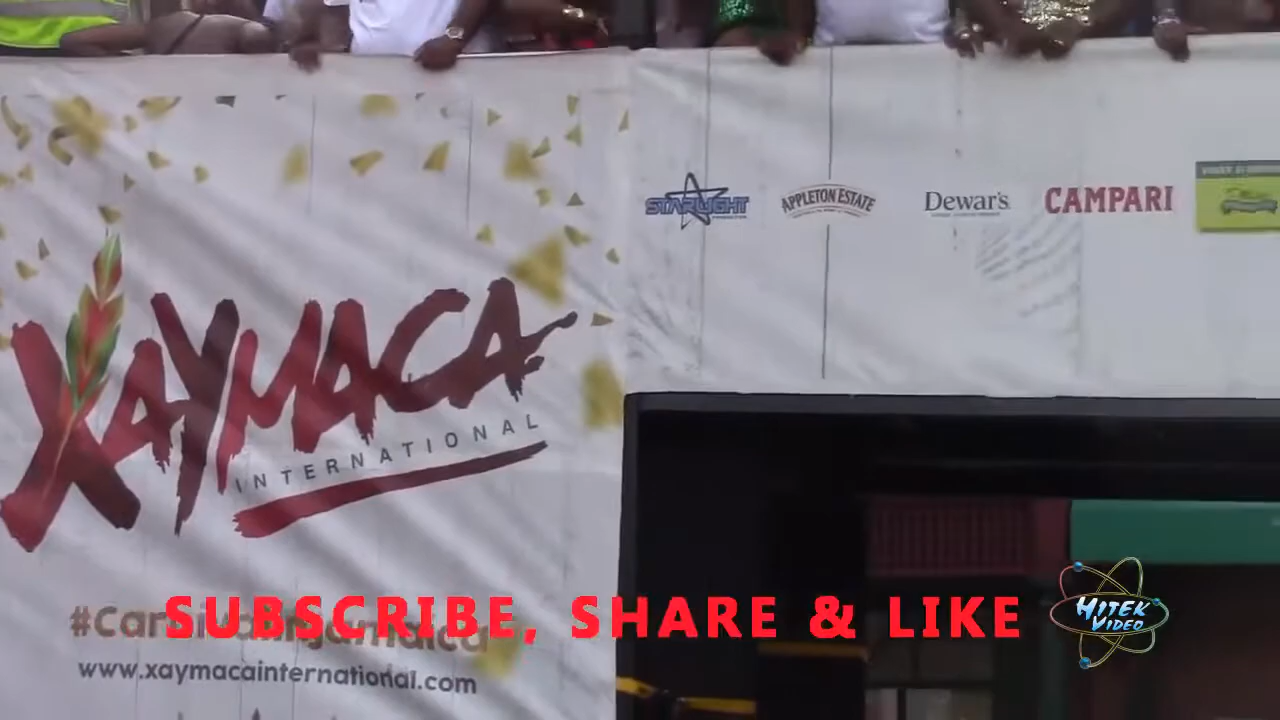 STARLIGHT
APPLETON ESTATE
Dewar's
CAMPARI
XAYMACA
INTERNATIONAL
SUBSCRIBE, SHARE & LIKE
HITEK
VIDEO
www.xaymacainternational.com